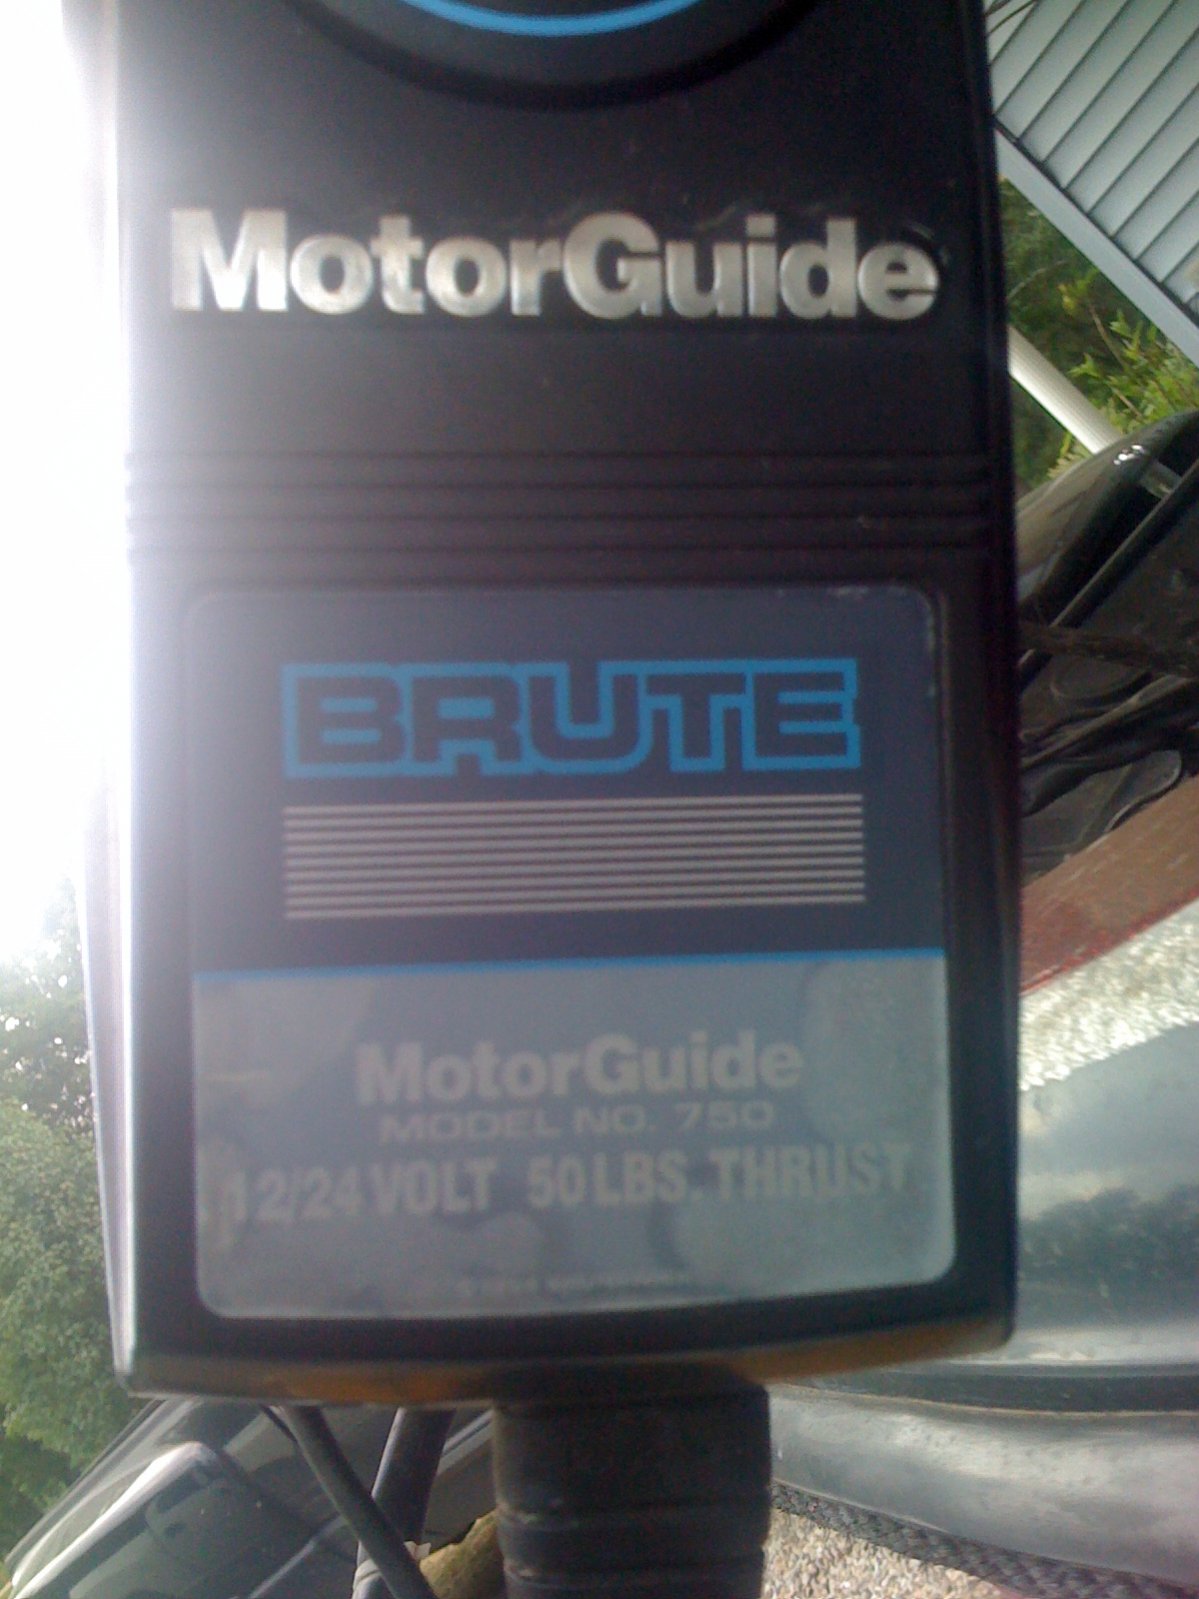 MotorGuide
BRUTE
MotorGuide
MODEL NO. 750
12/24 VOLT 50 LBS. THRUST